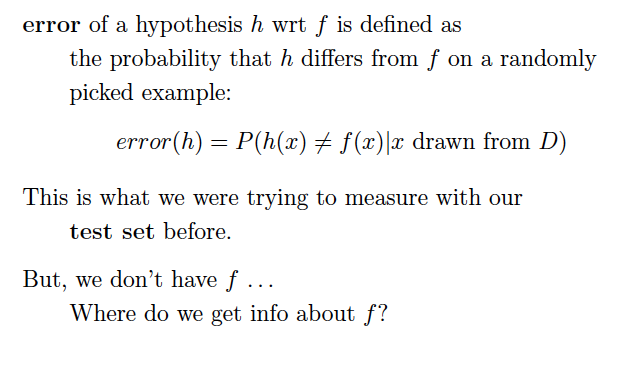 error of a hypothesis h wrt f is defined as
the probability that h differs from f on a randomly
picked example:
error(h) = P(h(x) ≠ f(x)|x drawn from D)
This is what we were trying to measure with our
test set before.
But, we don't have f ...
Where do we get info about f?